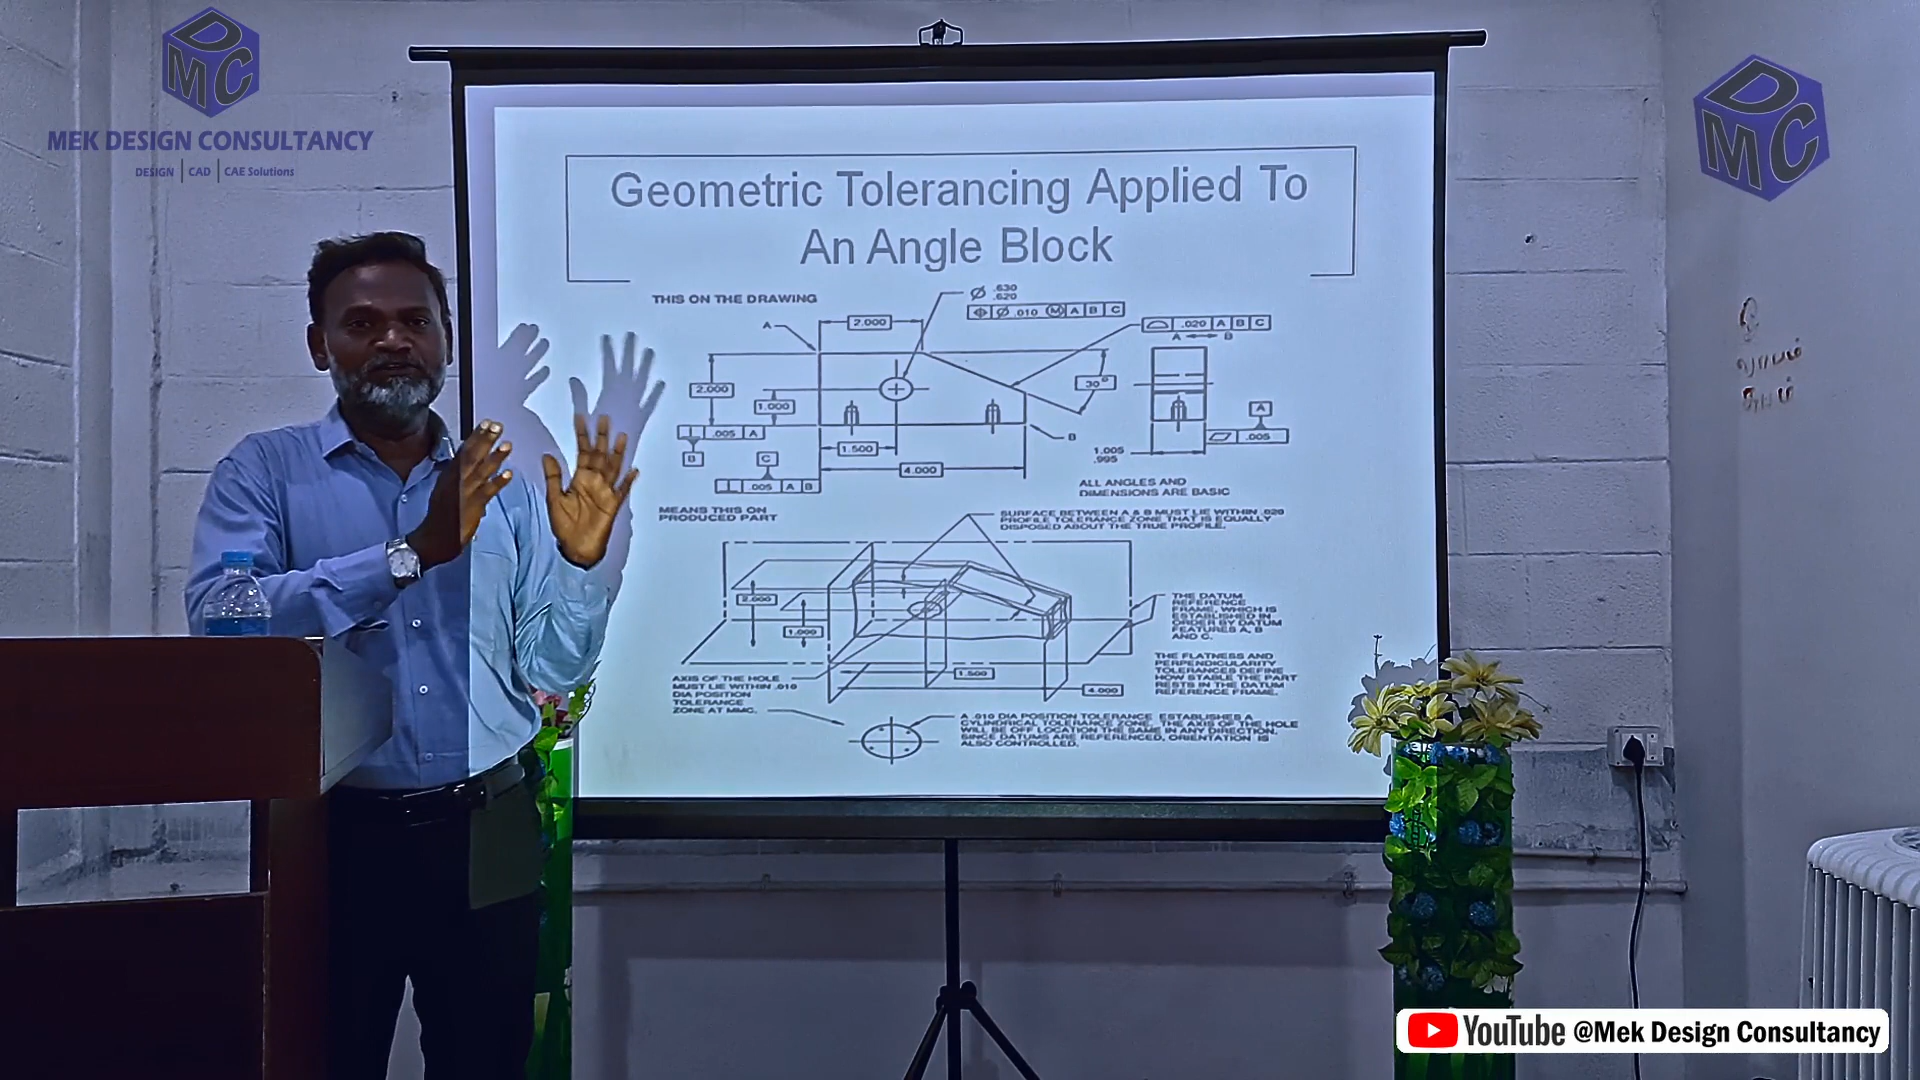 DMC
MEK DESIGN CONSULTANCY
DESIGN | CAD | CAE Solutions
DMC
Geometric Tolerancing Applied To
An Angle Block
THIS ON THE DRAWING
Ø .630
.620
⌖ Ø .010 Ⓜ A B C
A
2.000
⌓ .020 A B C
A ↔ B
2.000
1.000
30°
⟂ .005 A
B
1.500
B
A
⏥ .005
C
4.000
1.005
.995
⟂ .005 A B
ALL ANGLES AND
DIMENSIONS ARE BASIC
MEANS THIS ON
PRODUCED PART
SURFACE BETWEEN A & B MUST LIE WITHIN .020
PROFILE TOLERANCE ZONE THAT IS EQUALLY
DISPOSED ABOUT THE TRUE PROFILE.
2.000
1.000
THE DATUM
REFERENCE
FRAME, WHICH IS
ESTABLISHED IN
ORDER BY DATUM
FEATURES A, B
AND C.
THE FLATNESS AND
PERPENDICULARITY
TOLERANCES DEFINE
HOW STABLE THE PART
RESTS IN THE DATUM
REFERENCE FRAME.
1.500
4.000
AXIS OF THE HOLE
MUST LIE WITHIN .010
DIA POSITION
TOLERANCE
ZONE AT MMC.
A .010 DIA POSITION TOLERANCE ESTABLISHES A
CYLINDRICAL TOLERANCE ZONE. THE AXIS OF THE HOLE
WILL BE OFF LOCATION THE SAME IN ANY DIRECTION.
SINCE DATUMS ARE REFERENCED, ORIENTATION IS
ALSO CONTROLLED.
YouTube @Mek Design Consultancy